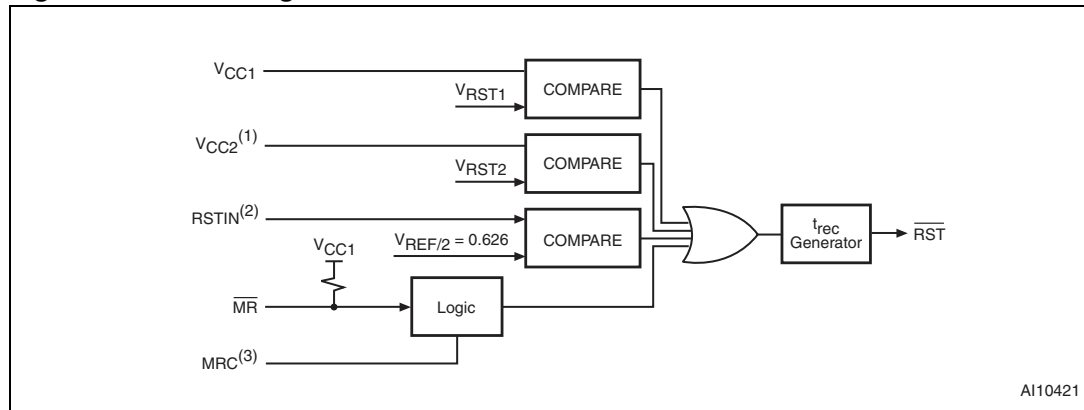 VCC1
VRST1
COMPARE
VCC2(1)
VRST2
COMPARE
RSTIN(2)
VREF/2 = 0.626
COMPARE
VCC1
MR
Logic
MRC(3)
trec
Generator
RST
AI10421